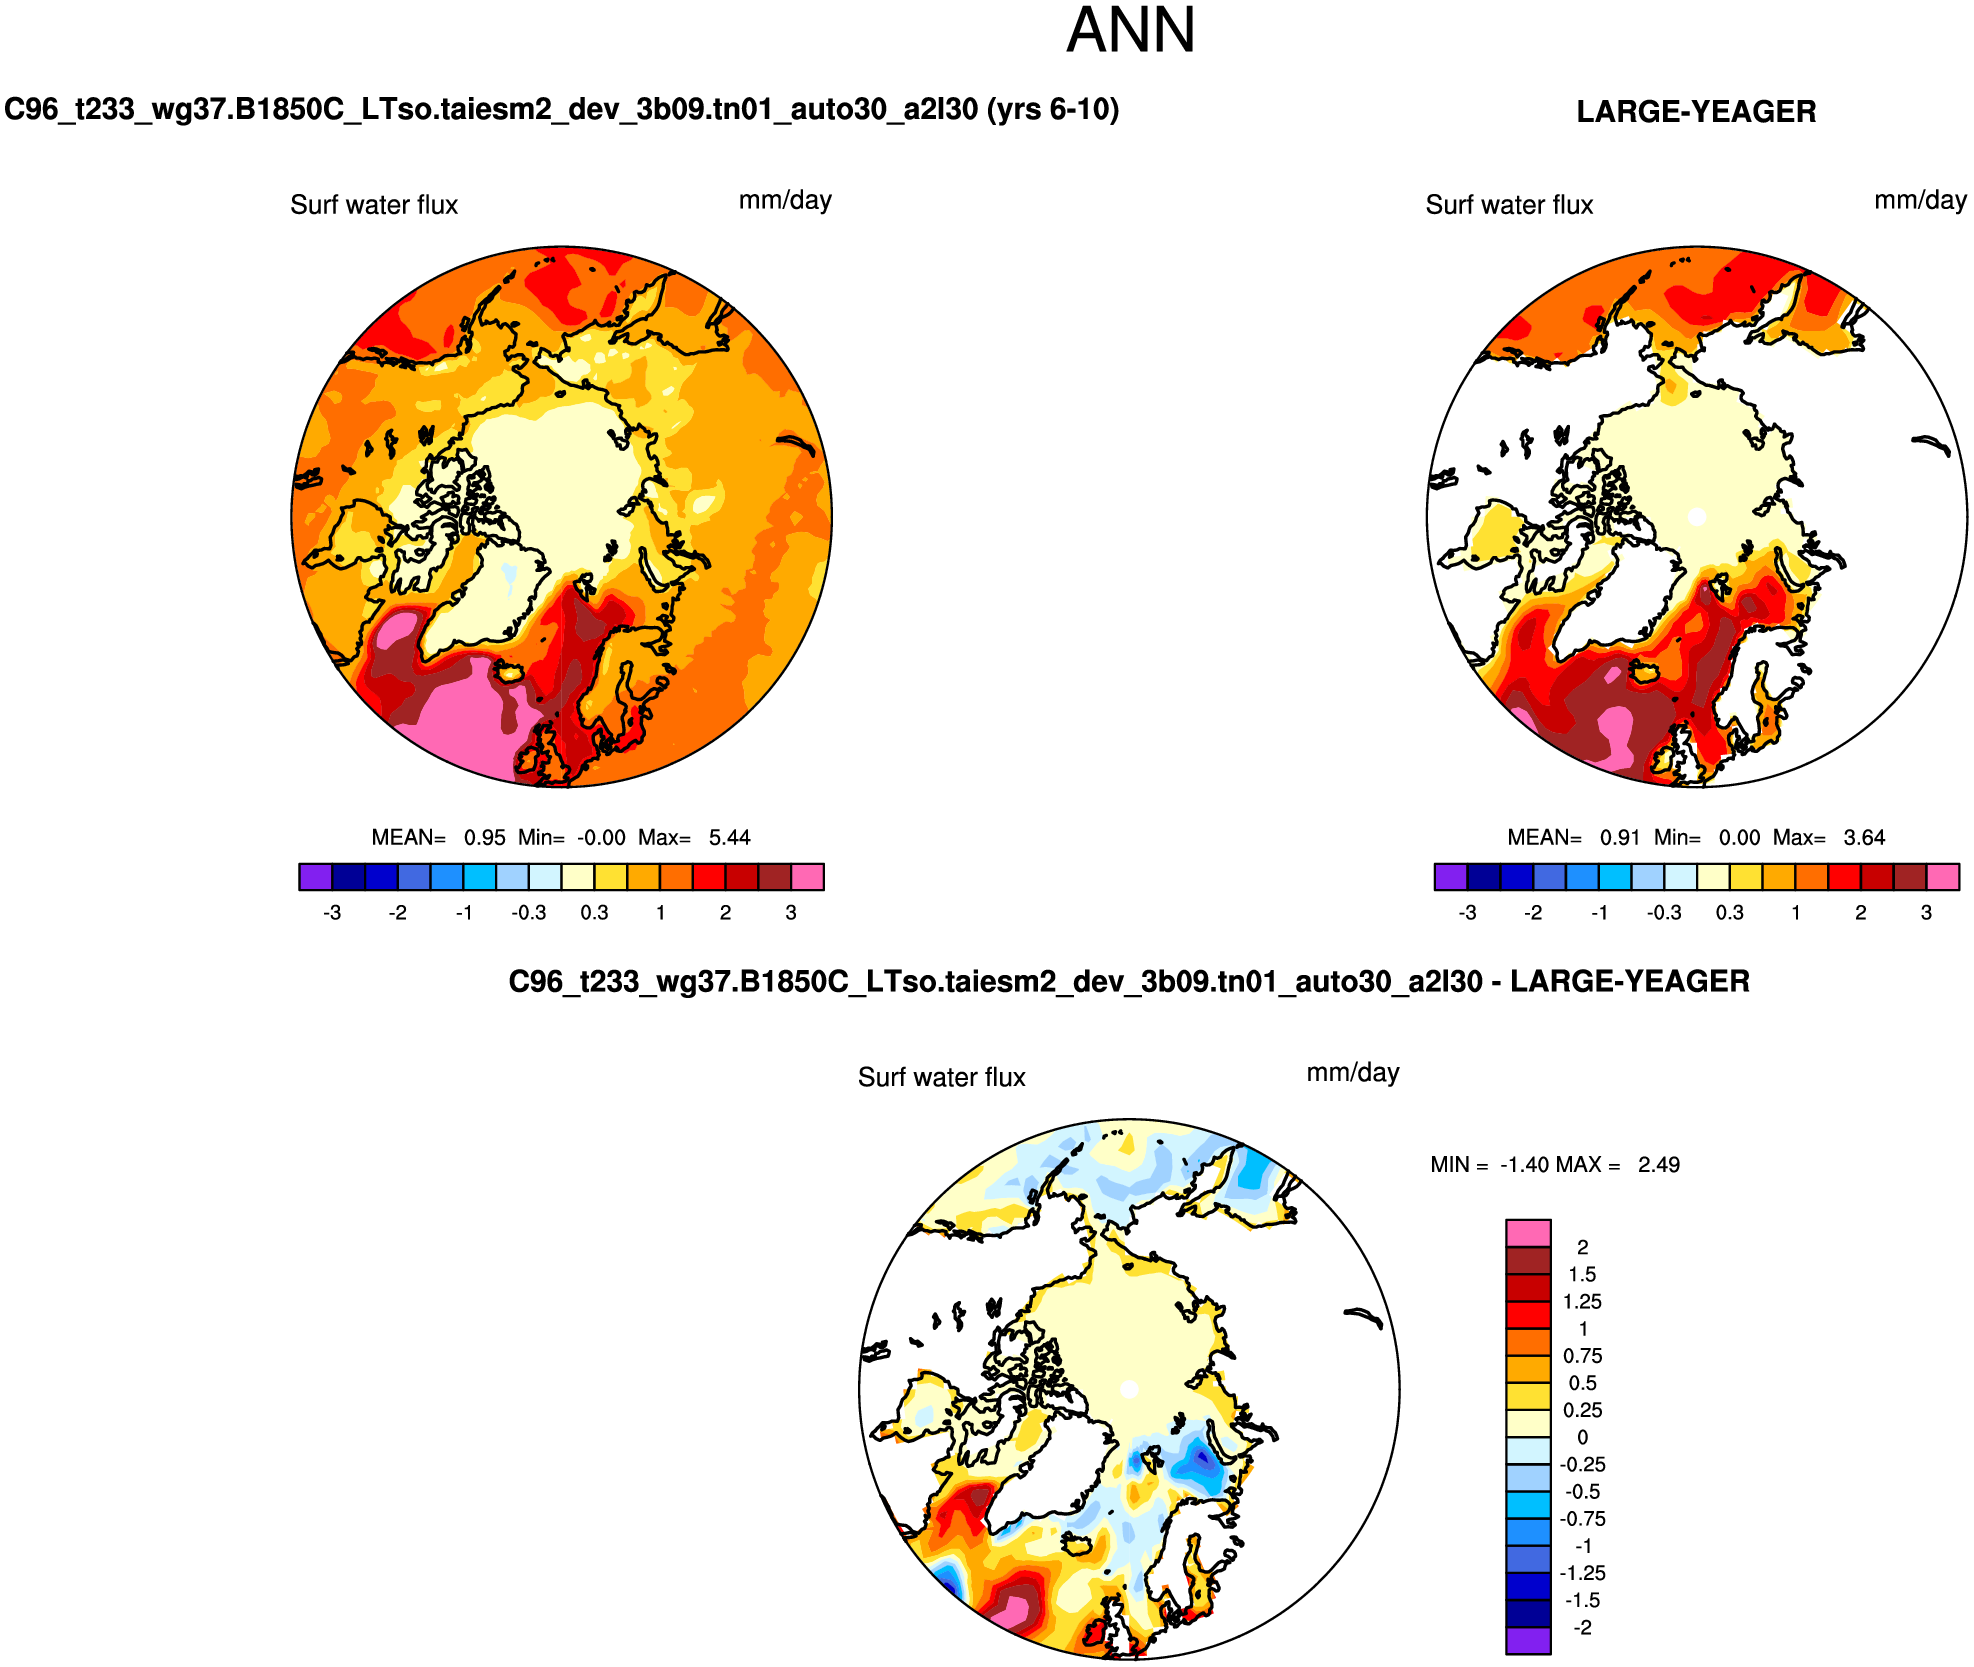 ANN
C96_t233_wg37.B1850C_LTso.taiesm2_dev_3b09.tn01_auto30_a2l30 (yrs 6-10)
LARGE-YEAGER
Surf water flux mm/day
Surf water flux mm/day
MEAN= 0.95 Min= -0.00 Max= 5.44
MEAN= 0.91 Min= 0.00 Max= 3.64
-3 -2 -1 -0.3 0.3 1 2 3
-3 -2 -1 -0.3 0.3 1 2 3
C96_t233_wg37.B1850C_LTso.taiesm2_dev_3b09.tn01_auto30_a2l30 - LARGE-YEAGER
Surf water flux mm/day
MIN = -1.40 MAX = 2.49
2
1.5
1.25
1
0.75
0.5
0.25
0
-0.25
-0.5
-0.75
-1
-1.25
-1.5
-2